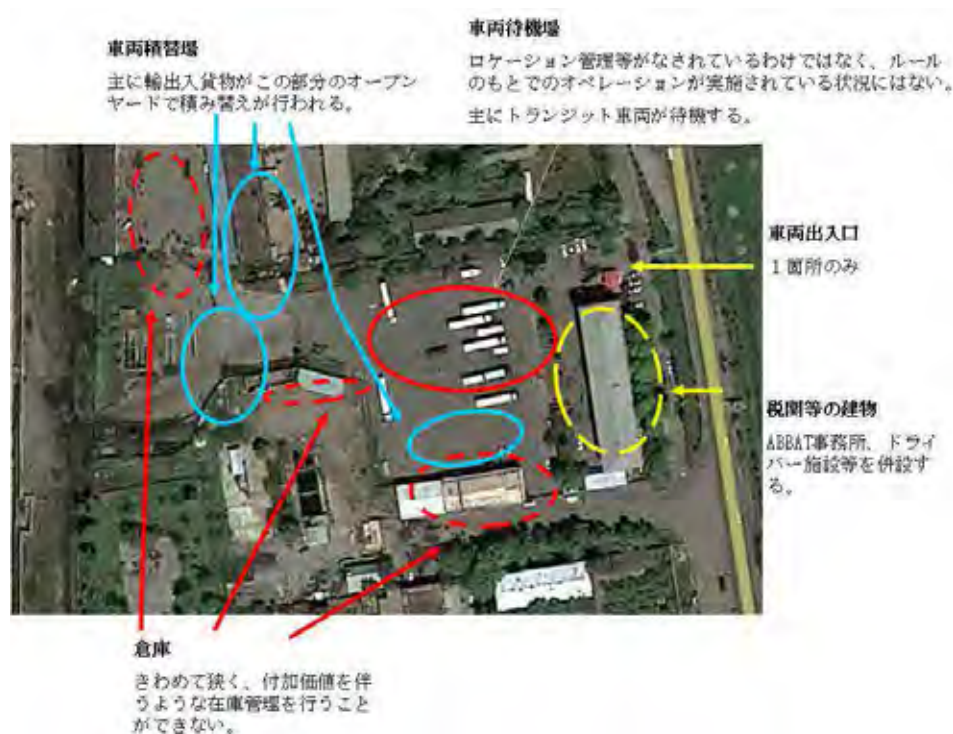 車両積替場
主に輸出入貨物がこの部分のオープン
ヤードで積み替えが行われる。
車両待機場
ロケーション管理等がなされているわけではなく、ルール
のもとでのオペレーションが実施されている状況にはない。
主にトランジット車両が待機する。
車両出入口
１箇所のみ
税関等の建物
ABBAT事務所、ドライ
バー施設等を併設す
る。
倉庫
きわめて狭く、付加価値を伴
うような在庫管理を行うこと
ができない。